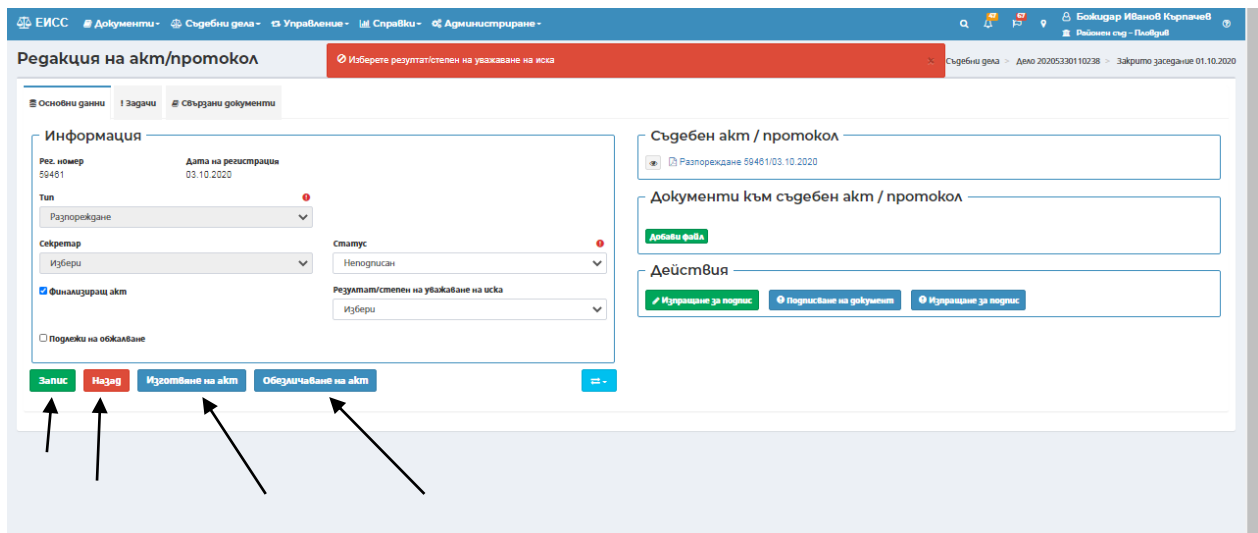 ЕИСС Документи Съдебни дела Управление Справки Администриране
67 67 Божидар Иванов Кърпачев
Районен съд – Пловдив
Редакция на акт/протокол
Изберете резултат/степен на уважаване на иска x
Съдебни дела > Дело 20205330110238 > Закрито заседание 01.10.2020
Основни данни ! Задачи Свързани документи
Информация
Рег. номер Дата на регистрация
59461 03.10.2020
Тип
Разпореждане
Секретар Статус
Избери Неподписан
Финализиращ акт Резултат/степен на уважаване на иска
Избери
Подлежи на обжалване
Запис Назад Изготвяне на акт Обезличаване на акт
Съдебен акт / протокол
Разпореждане 59461/03.10.2020
Документи към съдебен акт / протокол
Добави файл
Действия
Изпращане за подпис Подписване на документ Изпращане за подпис